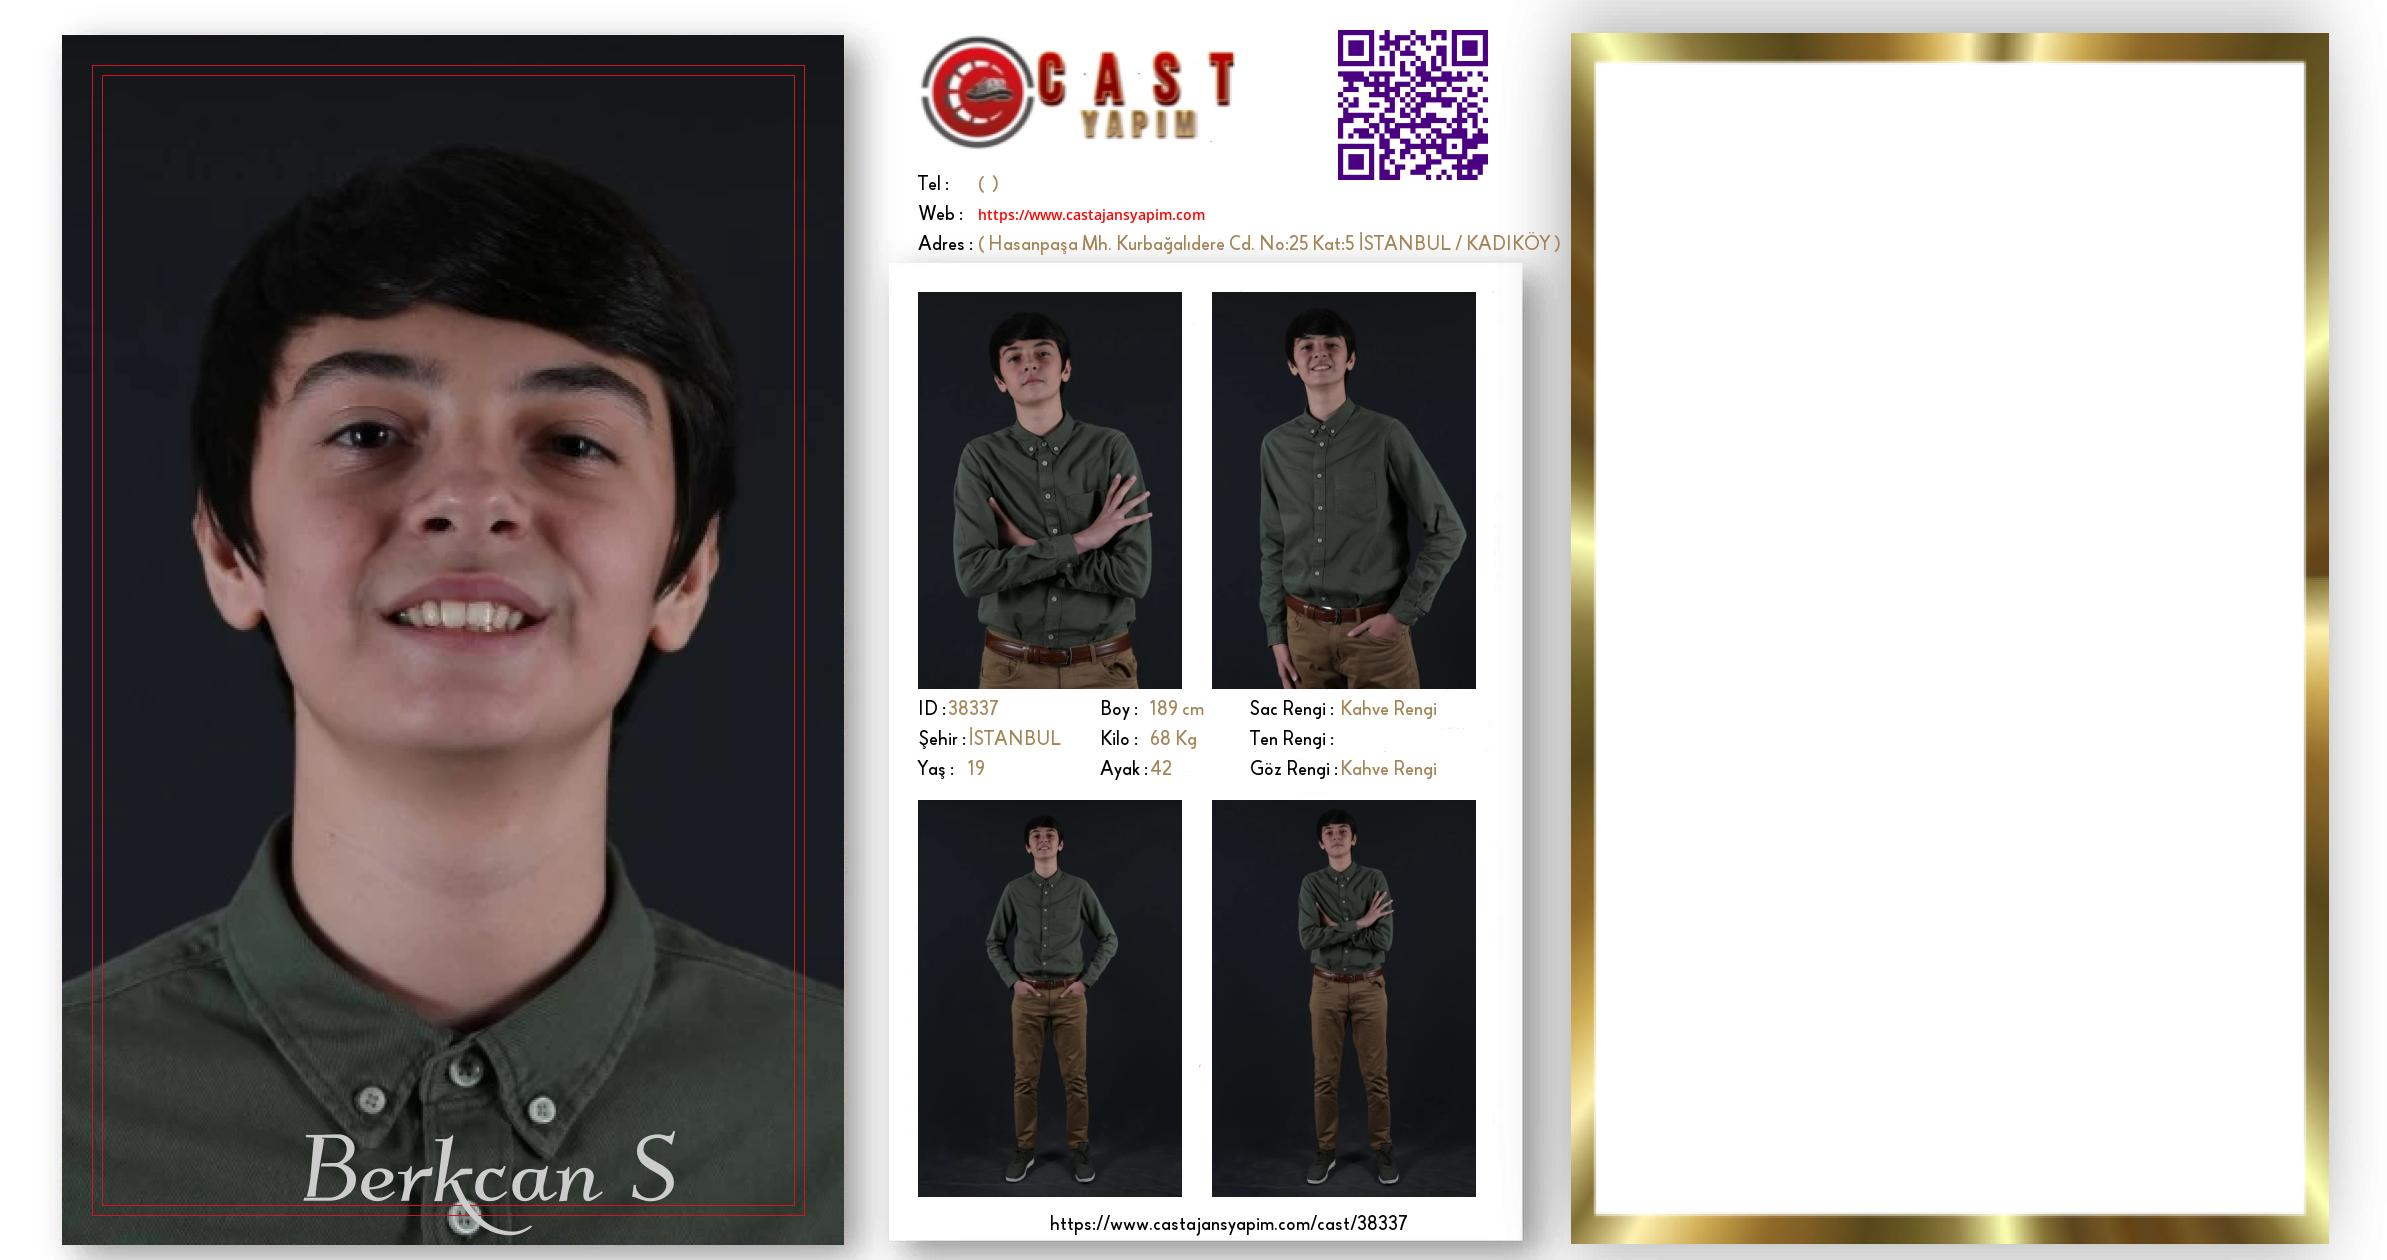 Berkcan S
CAST
YAPIM
Tel : ( )
Web : https://www.castajansyapim.com
Adres : ( Hasanpaşa Mh. Kurbağalıdere Cd. No:25 Kat:5 İSTANBUL / KADIKÖY )
ID : 38337 Boy : 189 cm Sac Rengi : Kahve Rengi
Şehir : İSTANBUL Kilo : 68 Kg Ten Rengi :
Yaş : 19 Ayak : 42 Göz Rengi : Kahve Rengi
https://www.castajansyapim.com/cast/38337